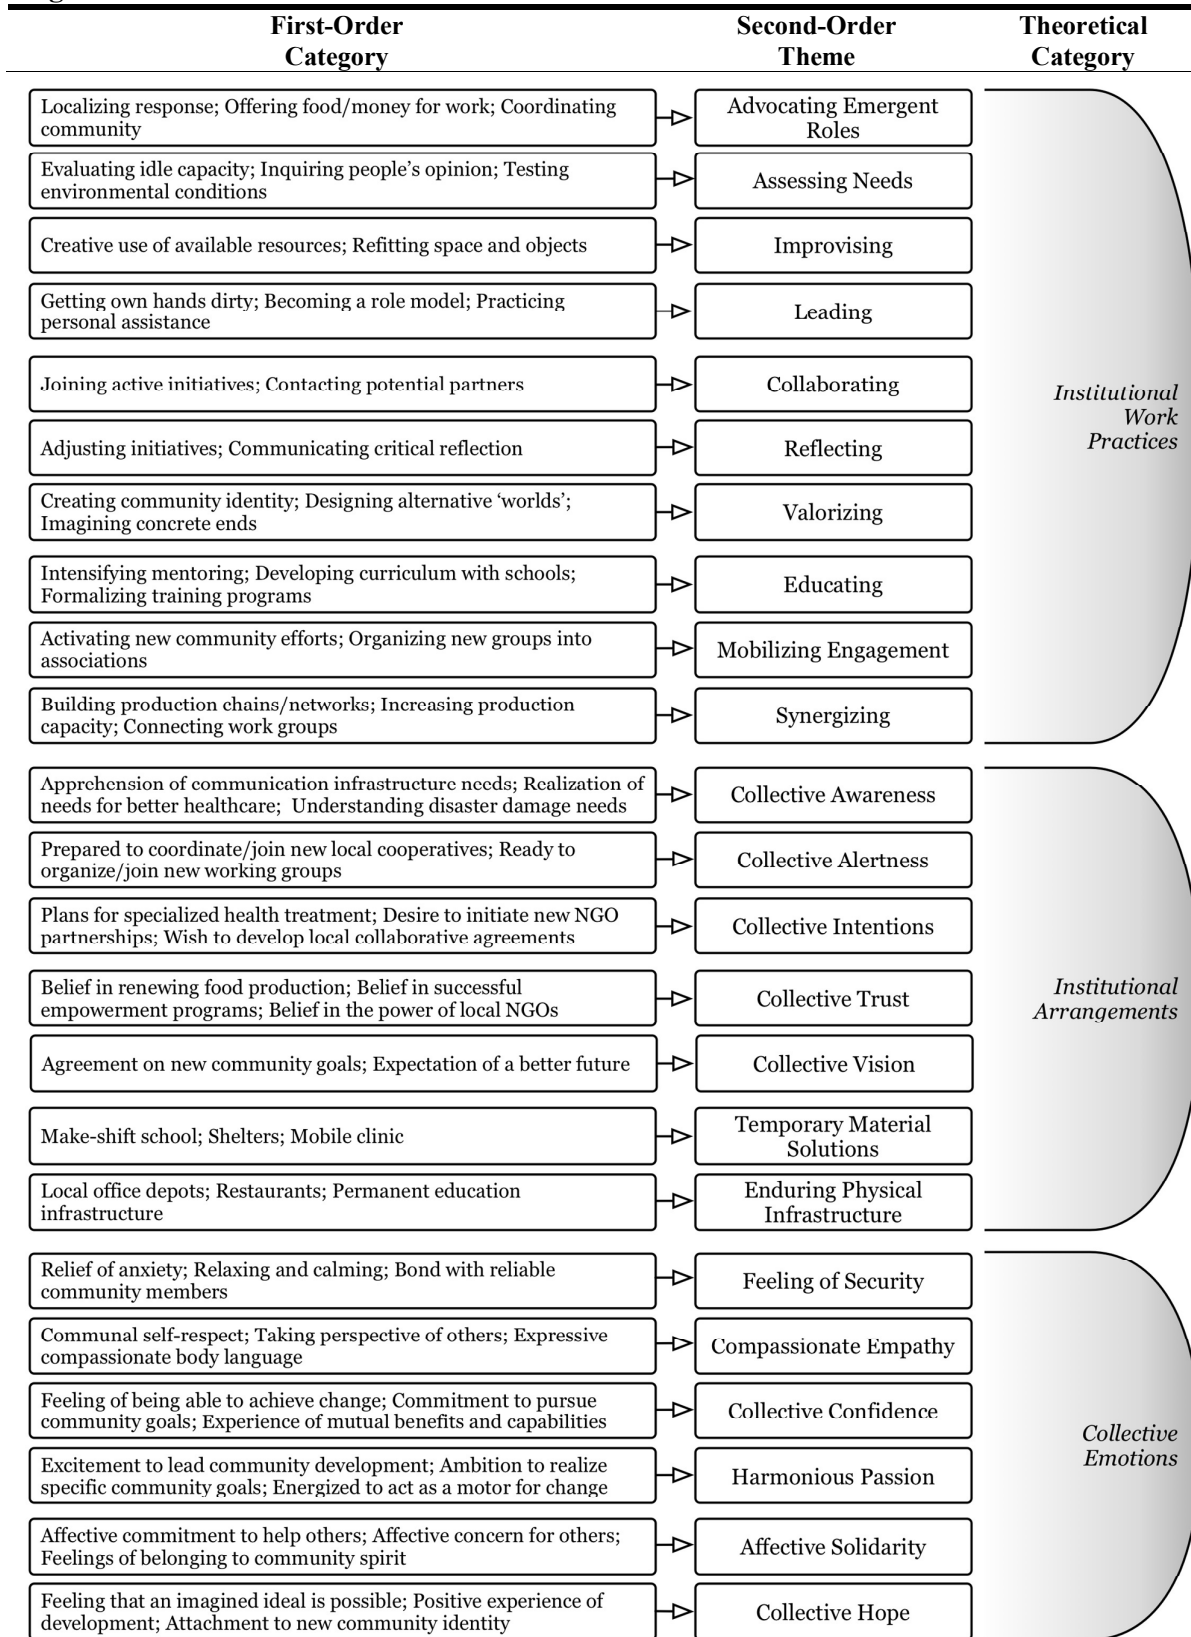 First-Order
Category
Second-Order
Theme
Theoretical
Category
Localizing response; Offering food/money for work; Coordinating
community
Advocating Emergent
Roles
Evaluating idle capacity; Inquiring people’s opinion; Testing
environmental conditions
Assessing Needs
Creative use of available resources; Refitting space and objects
Improvising
Getting own hands dirty; Becoming a role model; Practicing
personal assistance
Leading
Joining active initiatives; Contacting potential partners
Collaborating
Adjusting initiatives; Communicating critical reflection
Reflecting
Creating community identity; Designing alternative ‘worlds’;
Imagining concrete ends
Valorizing
Intensifying mentoring; Developing curriculum with schools;
Formalizing training programs
Educating
Activating new community efforts; Organizing new groups into
associations
Mobilizing Engagement
Building production chains/networks; Increasing production
capacity; Connecting work groups
Synergizing
Institutional
Work
Practices
Apprehension of communication infrastructure needs; Realization of
needs for better healthcare; Understanding disaster damage needs
Collective Awareness
Prepared to coordinate/join new local cooperatives; Ready to
organize/join new working groups
Collective Alertness
Plans for specialized health treatment; Desire to initiate new NGO
partnerships; Wish to develop local collaborative agreements
Collective Intentions
Belief in renewing food production; Belief in successful
empowerment programs; Belief in the power of local NGOs
Collective Trust
Agreement on new community goals; Expectation of a better future
Collective Vision
Make-shift school; Shelters; Mobile clinic
Temporary Material
Solutions
Local office depots; Restaurants; Permanent education
infrastructure
Enduring Physical
Infrastructure
Institutional
Arrangements
Relief of anxiety; Relaxing and calming; Bond with reliable
community members
Feeling of Security
Communal self-respect; Taking perspective of others; Expressive
compassionate body language
Compassionate Empathy
Feeling of being able to achieve change; Commitment to pursue
community goals; Experience of mutual benefits and capabilities
Collective Confidence
Excitement to lead community development; Ambition to realize
specific community goals; Energized to act as a motor for change
Harmonious Passion
Affective commitment to help others; Affective concern for others;
Feelings of belonging to community spirit
Affective Solidarity
Feeling that an imagined ideal is possible; Positive experience of
development; Attachment to new community identity
Collective Hope
Collective
Emotions